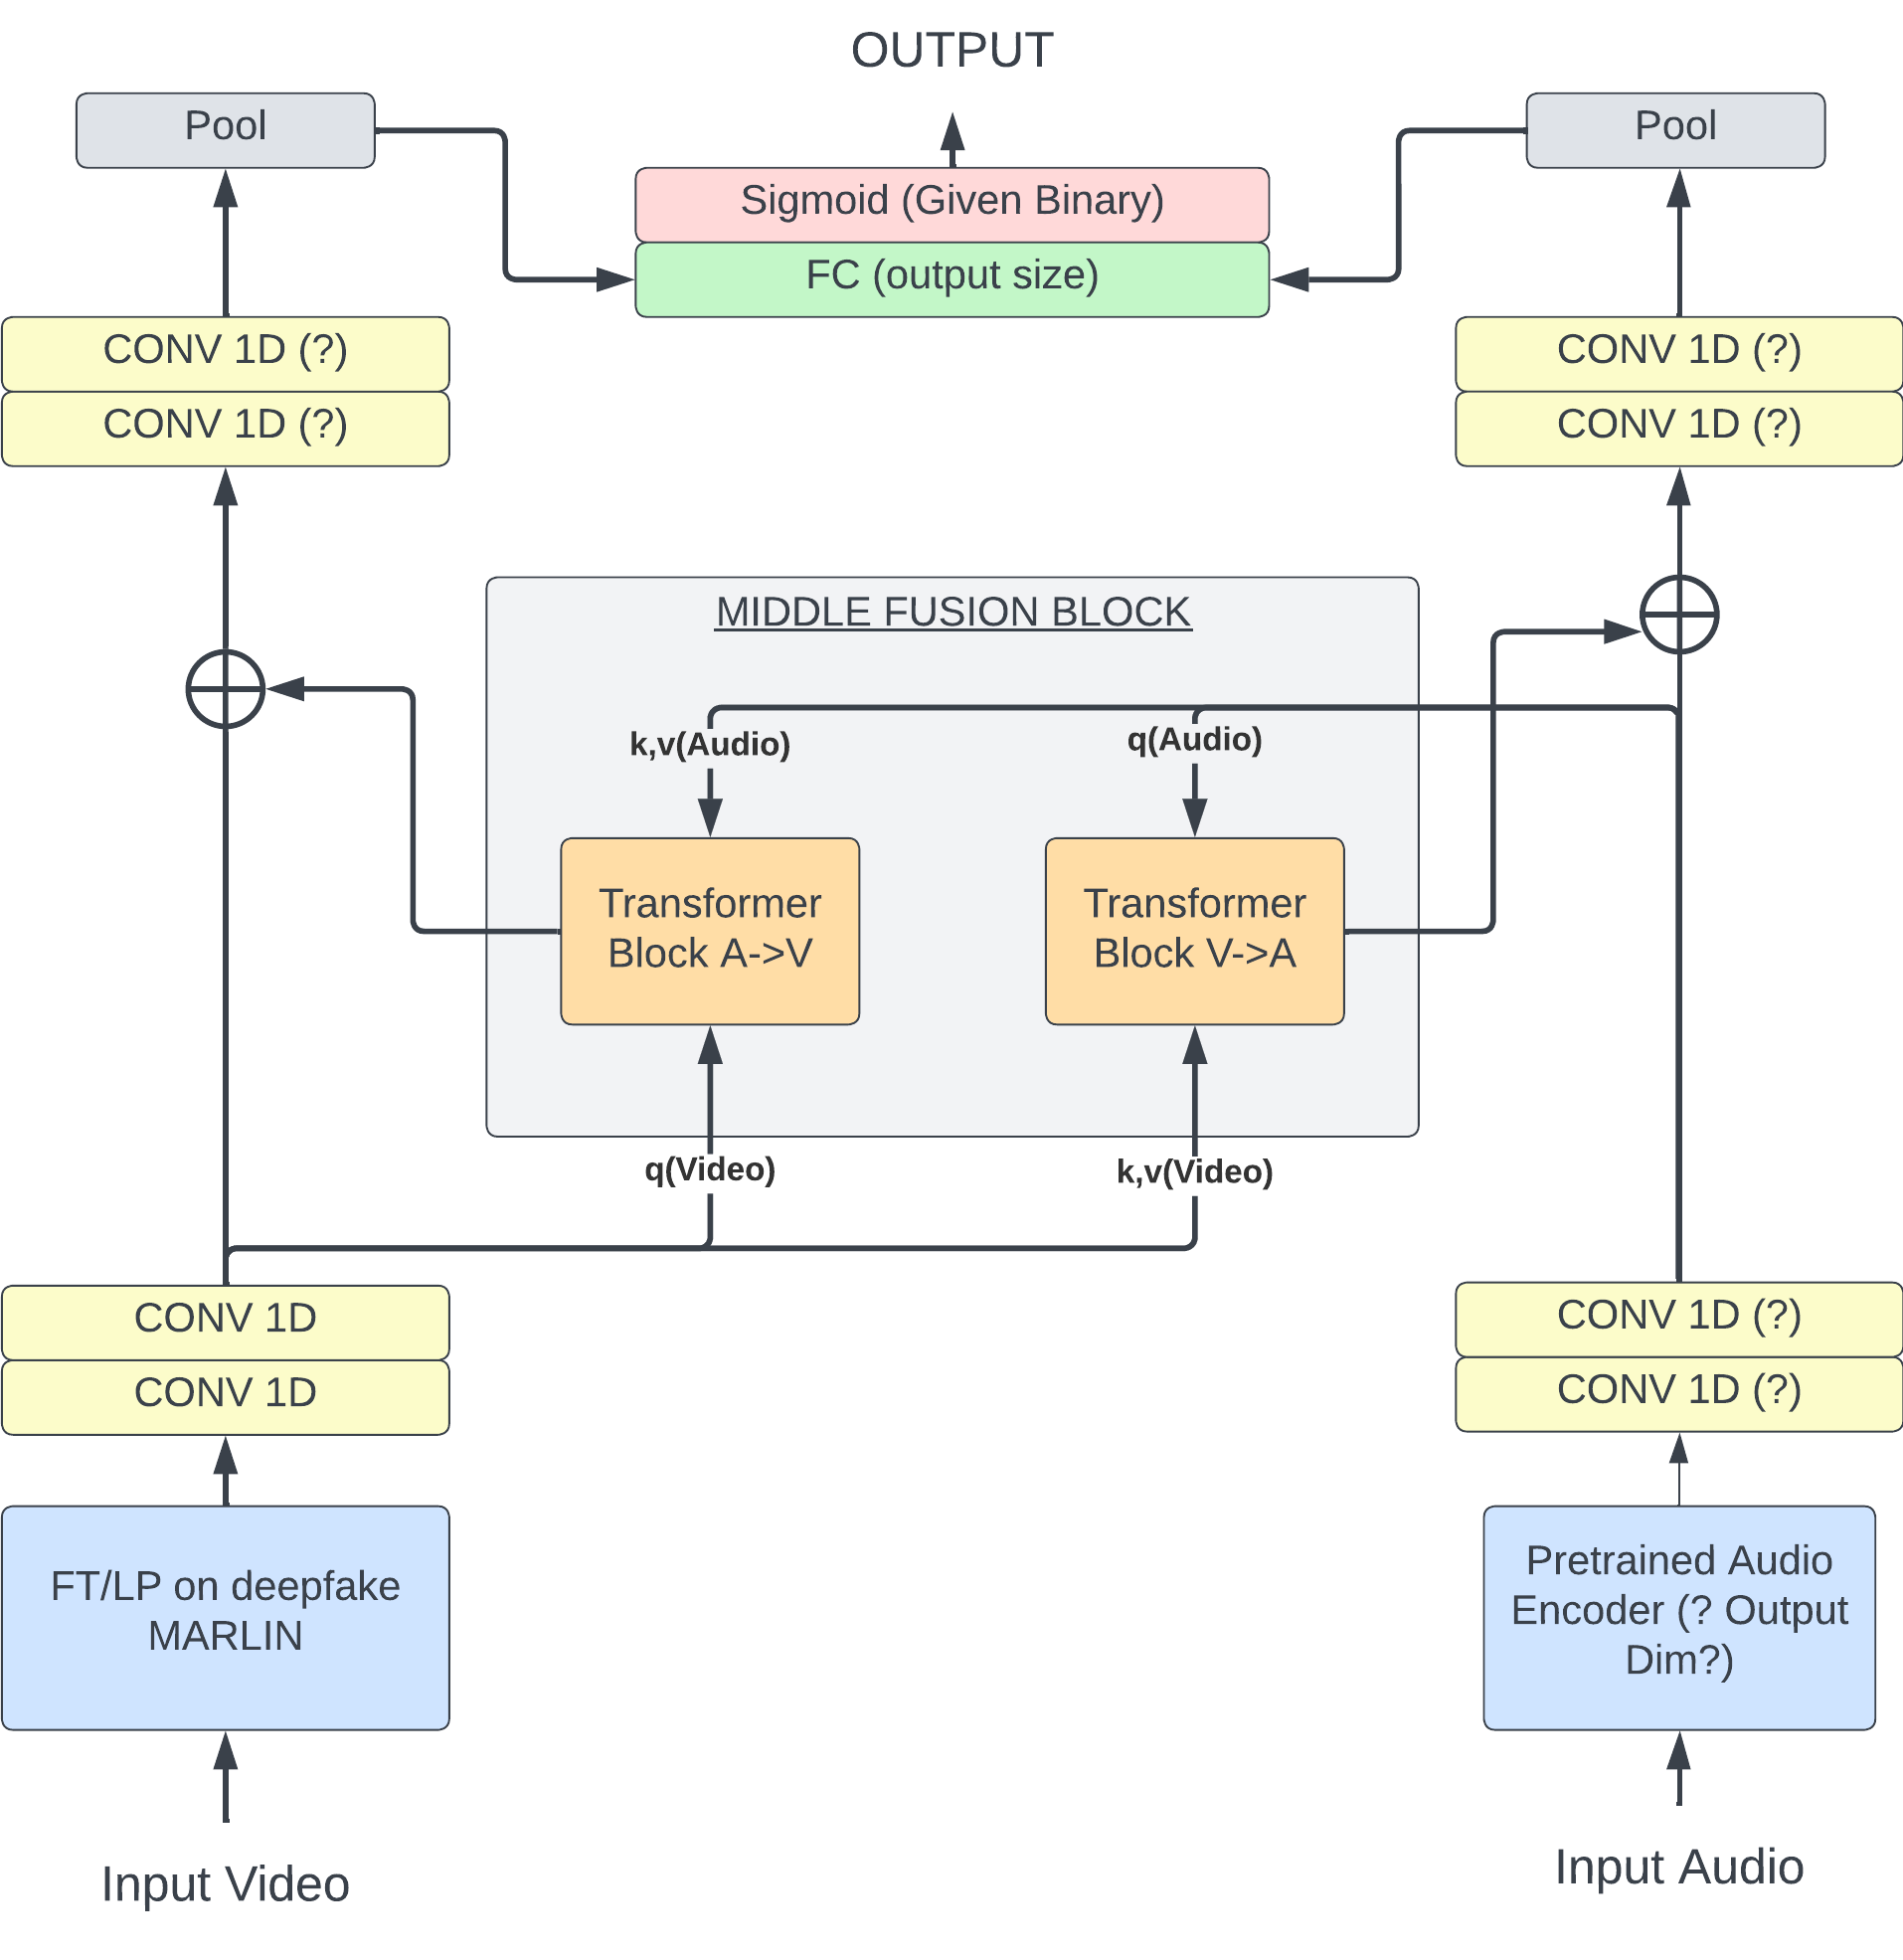 OUTPUT
Pool
Pool
Sigmoid (Given Binary)
FC (output size)
CONV 1D (?)
CONV 1D (?)
CONV 1D (?)
CONV 1D (?)
MIDDLE FUSION BLOCK
k,v(Audio)
q(Audio)
Transformer
Block A->V
Transformer
Block V->A
q(Video)
k,v(Video)
CONV 1D
CONV 1D
CONV 1D (?)
CONV 1D (?)
FT/LP on deepfake
MARLIN
Pretrained Audio
Encoder (? Output
Dim?)
Input Video
Input Audio